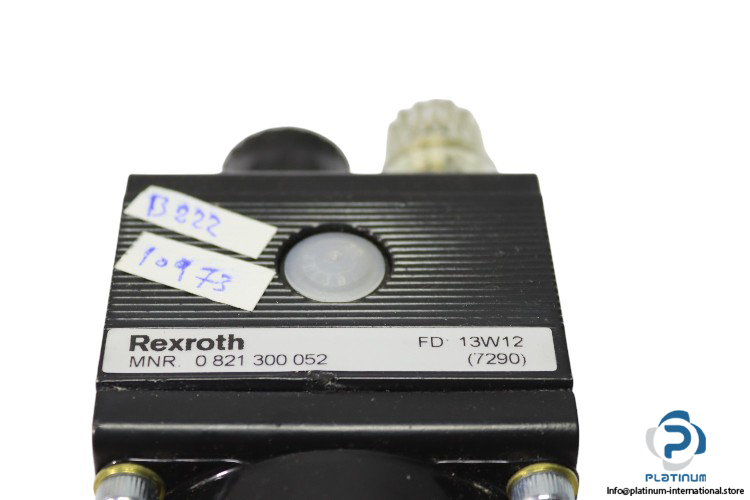 B222
10973
Rexroth
FD: 13W12
MNR. 0 821 300 052
(7290)
PLATINUM
Info@platinum-international.store